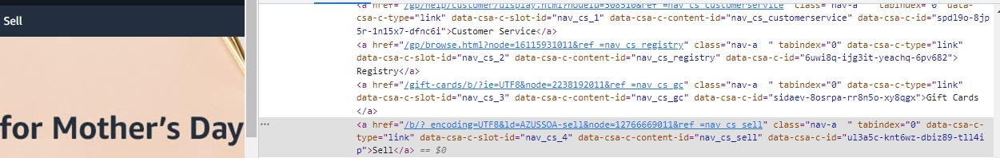 Sell
for Mother's Day
<a href="/gp/help/customer/display.html?nodeId=508510&ref_=nav_cs_customerservice" class="nav-a  " tabindex="0" data-
csa-c-type="link" data-csa-c-slot-id="nav_cs_1" data-csa-c-content-id="nav_cs_customerservice" data-csa-c-id="spdl9o-8jp
5r-1n15x7-dfnc6i">Customer Service</a>
<a href="/gp/browse.html?node=16115931011&ref_=nav_cs_registry" class="nav-a  " tabindex="0" data-csa-c-type="link"
data-csa-c-slot-id="nav_cs_2" data-csa-c-content-id="nav_cs_registry" data-csa-c-id="6uwi8q-ijg3it-yeachq-6pv682">
Registry</a>
<a href="/gift-cards/b/?ie=UTF8&node=2238192011&ref_=nav_cs_gc" class="nav-a  " tabindex="0" data-csa-c-type="link"
data-csa-c-slot-id="nav_cs_3" data-csa-c-content-id="nav_cs_gc" data-csa-c-id="sidaev-8osrpa-rr8n5o-xy8qgx">Gift Cards
</a>
<a href="/b/?_encoding=UTF8&ld=AZUSSOA-sell&node=12766669011&ref_=nav_cs_sell" class="nav-a  " tabindex="0" data-csa-c-
type="link" data-csa-c-slot-id="nav_cs_4" data-csa-c-content-id="nav_cs_sell" data-csa-c-id="ul3a5c-knt6wz-dbiz89-tll4i
p">Sell</a> == $0